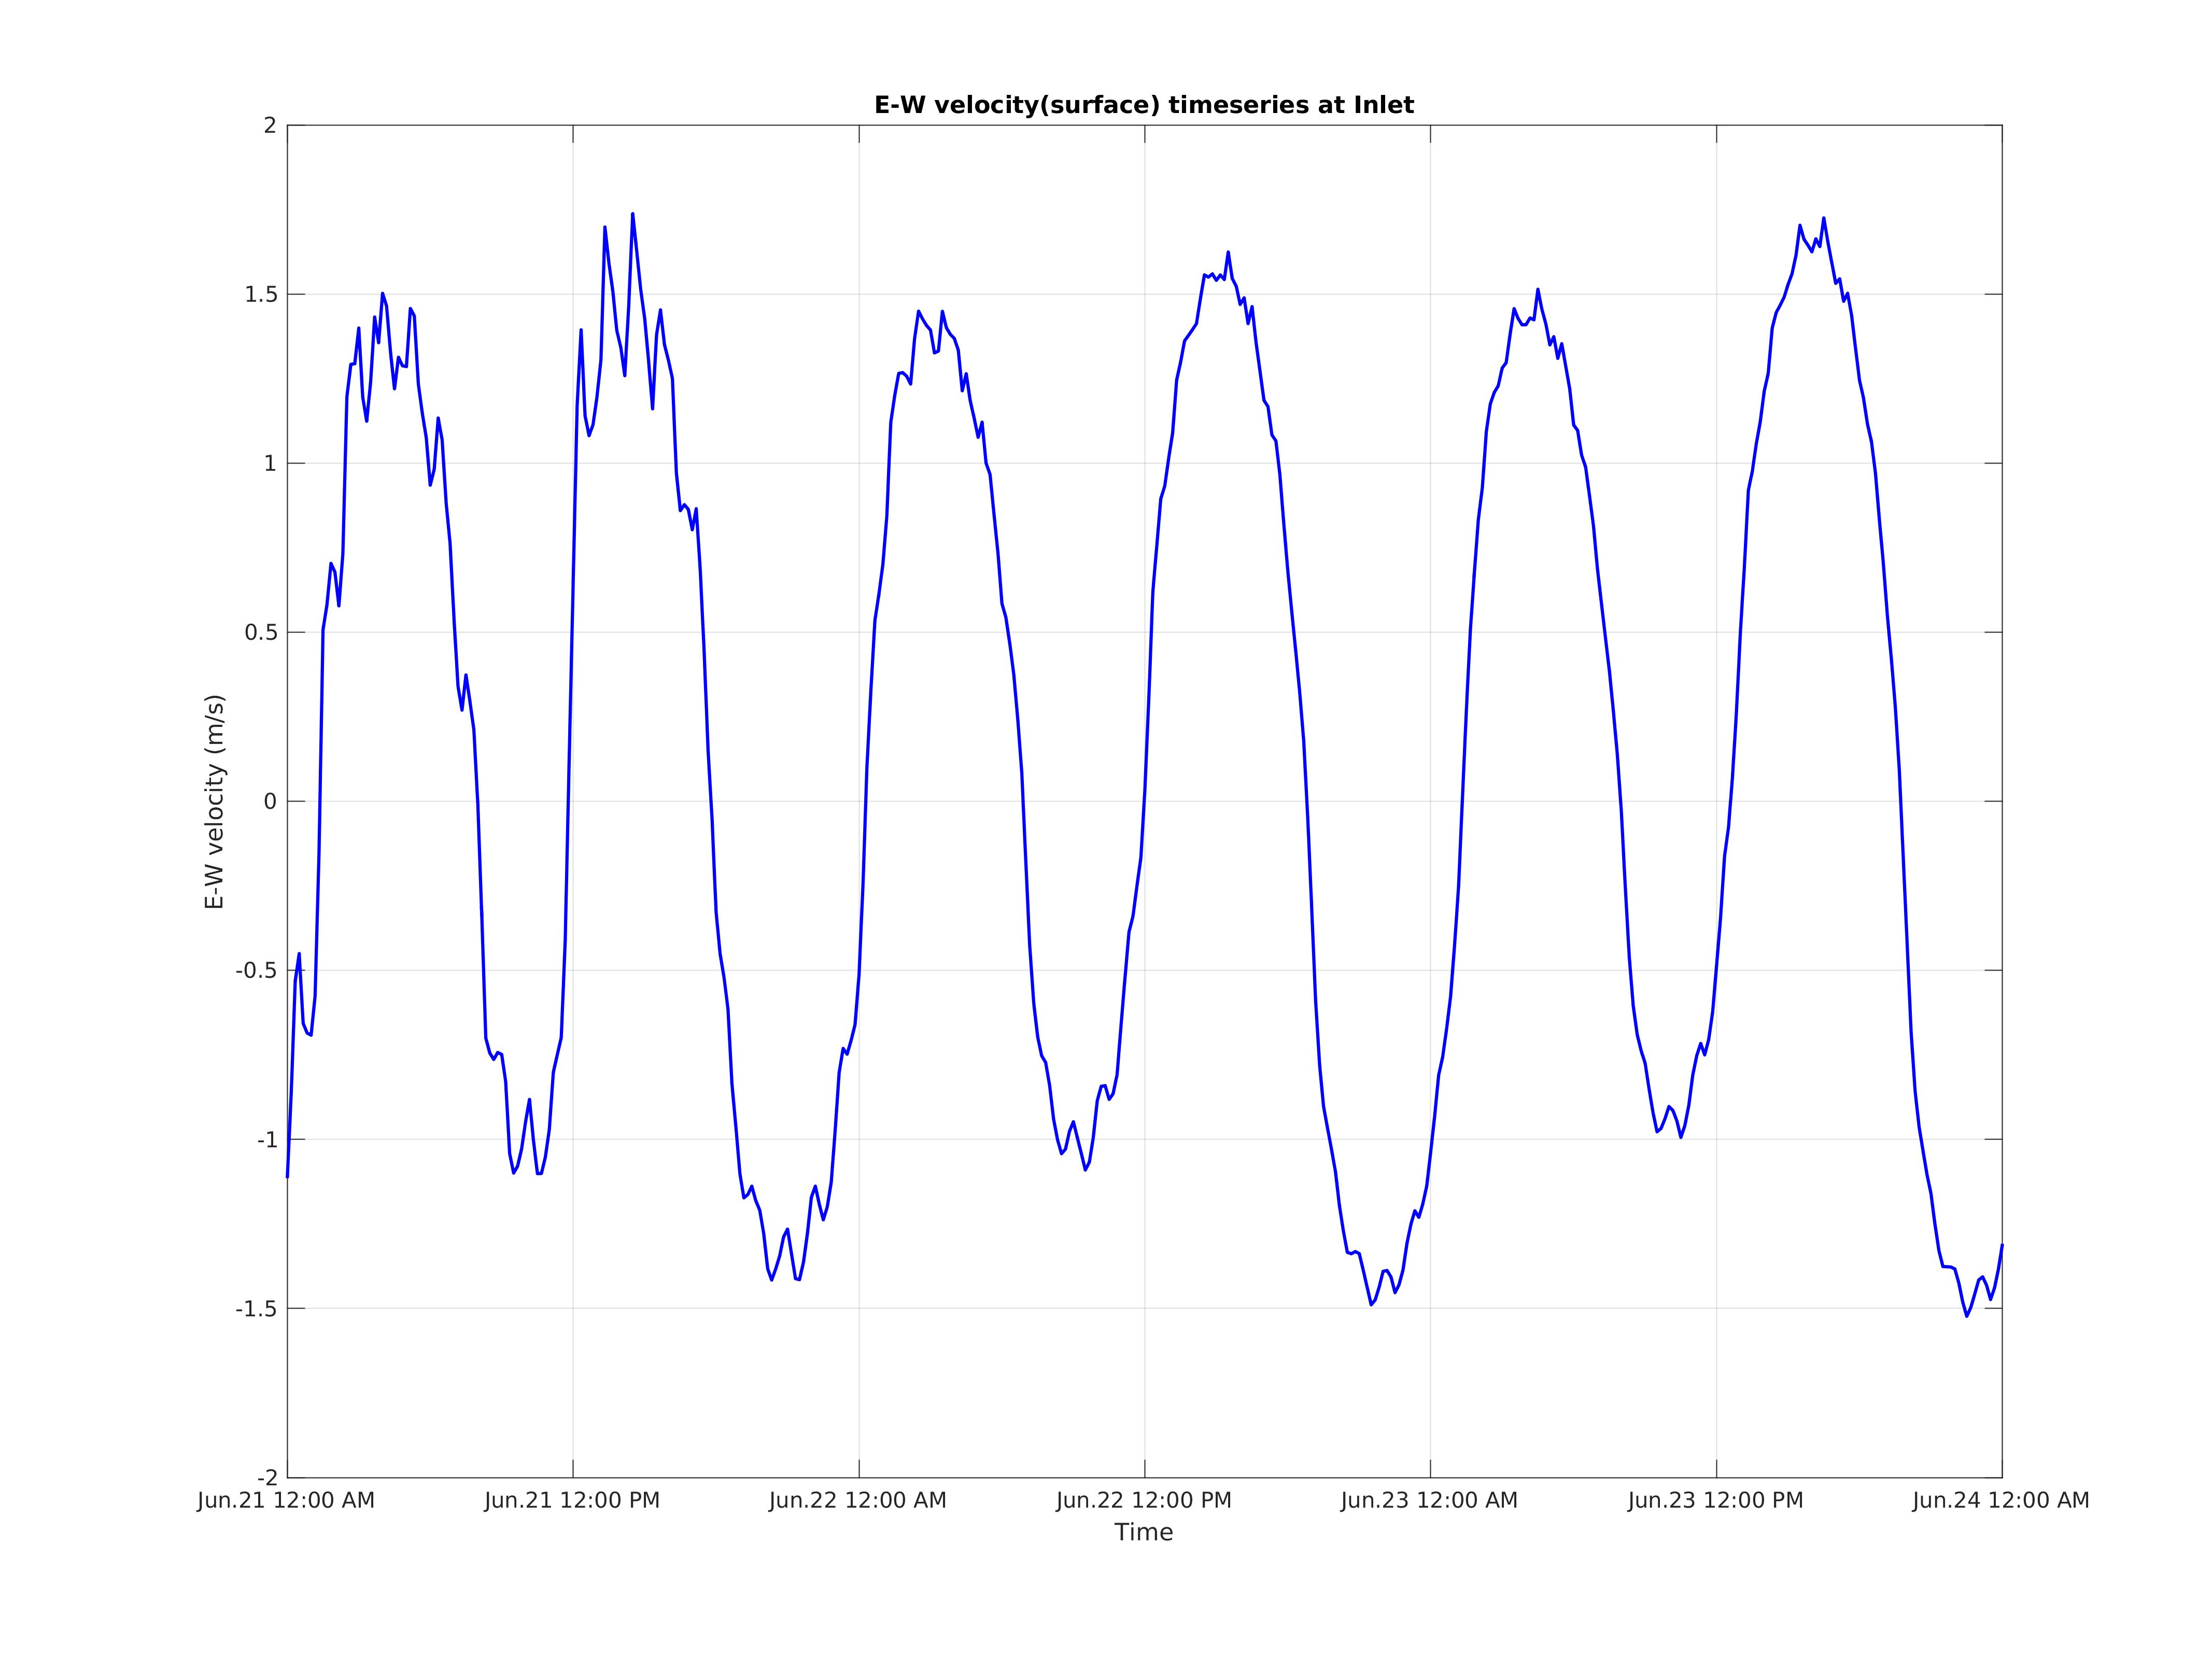 E-W velocity(surface) timeseries at Inlet
2
1.5
1
0.5
0
-0.5
-1
-1.5
-2
E-W velocity (m/s)
Jun.21 12:00 AM Jun.21 12:00 PM Jun.22 12:00 AM Jun.22 12:00 PM Jun.23 12:00 AM Jun.23 12:00 PM Jun.24 12:00 AM
Time